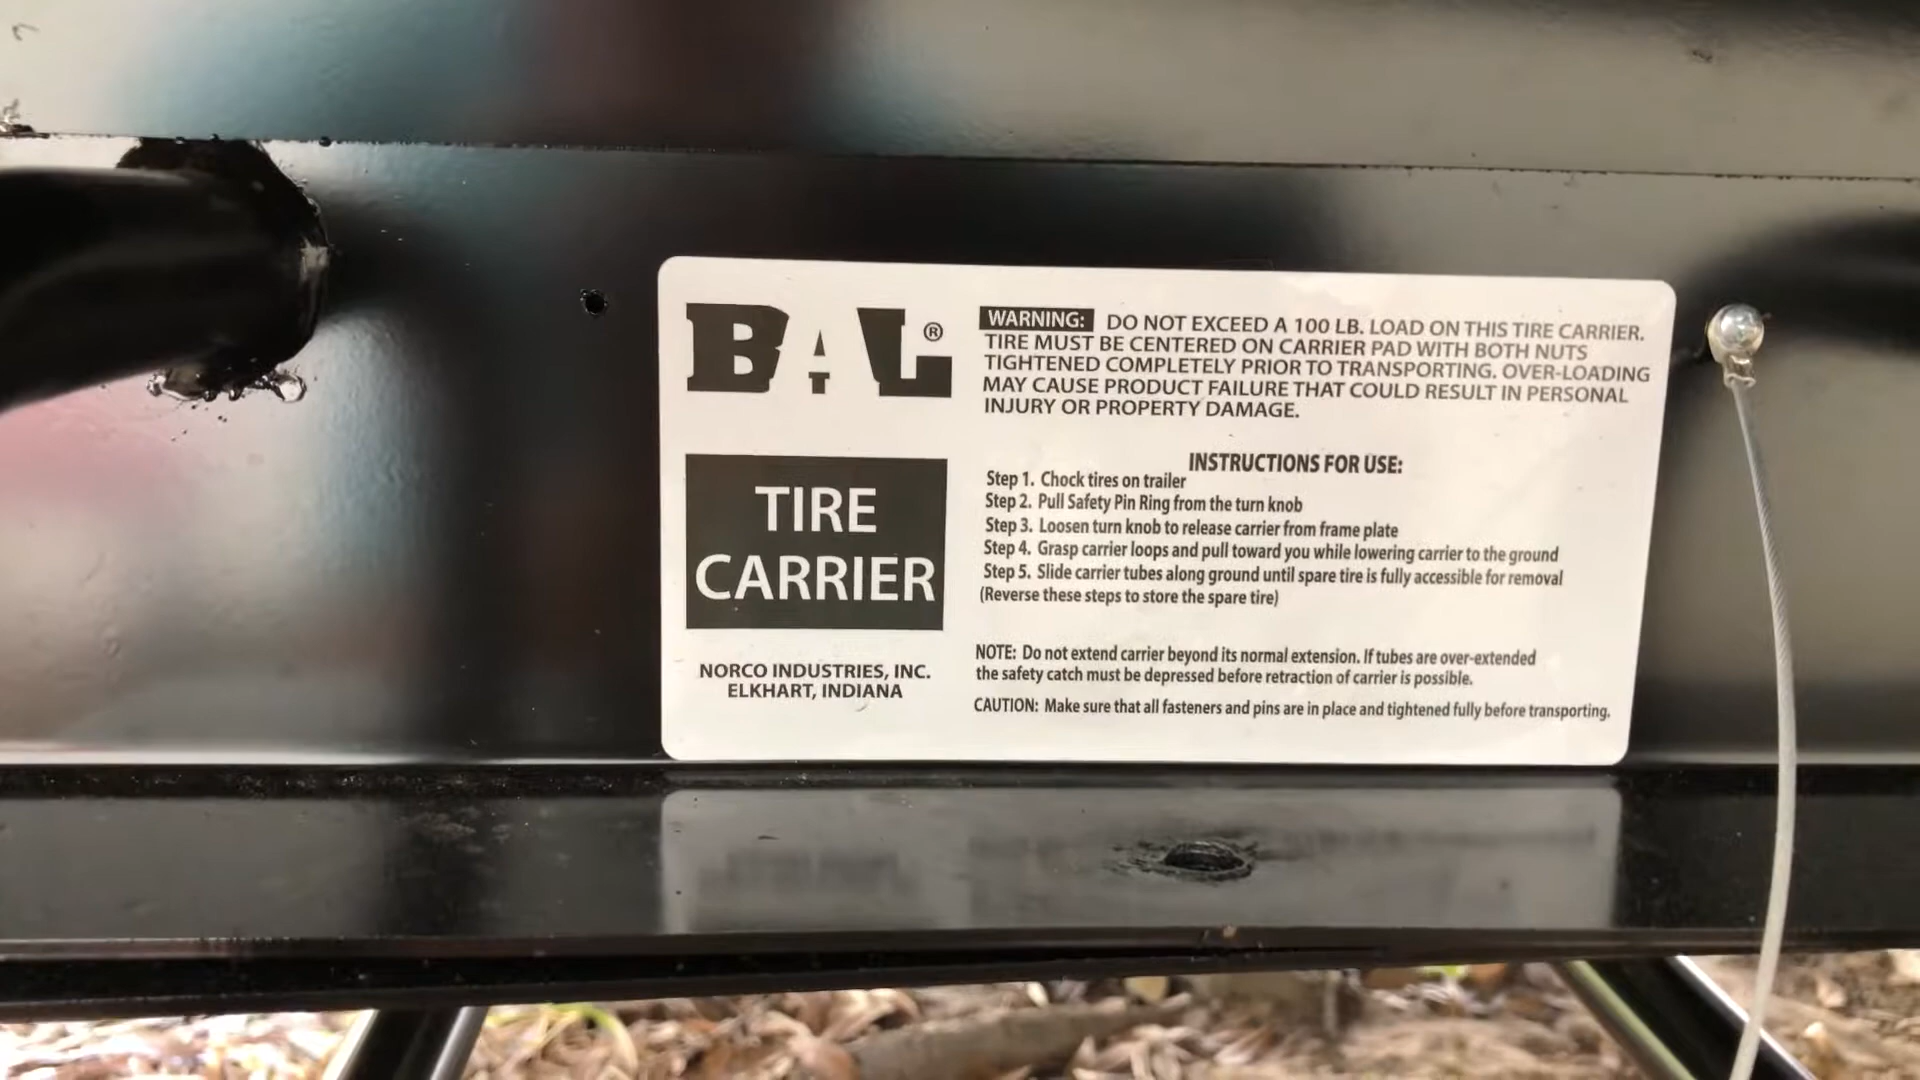 BAL®
TIRE
CARRIER
NORCO INDUSTRIES, INC.
ELKHART, INDIANA
WARNING: DO NOT EXCEED A 100 LB. LOAD ON THIS TIRE CARRIER.
TIRE MUST BE CENTERED ON CARRIER PAD WITH BOTH NUTS
TIGHTENED COMPLETELY PRIOR TO TRANSPORTING. OVER-LOADING
MAY CAUSE PRODUCT FAILURE THAT COULD RESULT IN PERSONAL
INJURY OR PROPERTY DAMAGE.
INSTRUCTIONS FOR USE:
Step 1. Chock tires on trailer
Step 2. Pull Safety Pin Ring from the turn knob
Step 3. Loosen turn knob to release carrier from frame plate
Step 4. Grasp carrier loops and pull toward you while lowering carrier to the ground
Step 5. Slide carrier tubes along ground until spare tire is fully accessible for removal
(Reverse these steps to store the spare tire)
NOTE: Do not extend carrier beyond its normal extension. If tubes are over-extended
the safety catch must be depressed before retraction of carrier is possible.
CAUTION: Make sure that all fasteners and pins are in place and tightened fully before transporting.